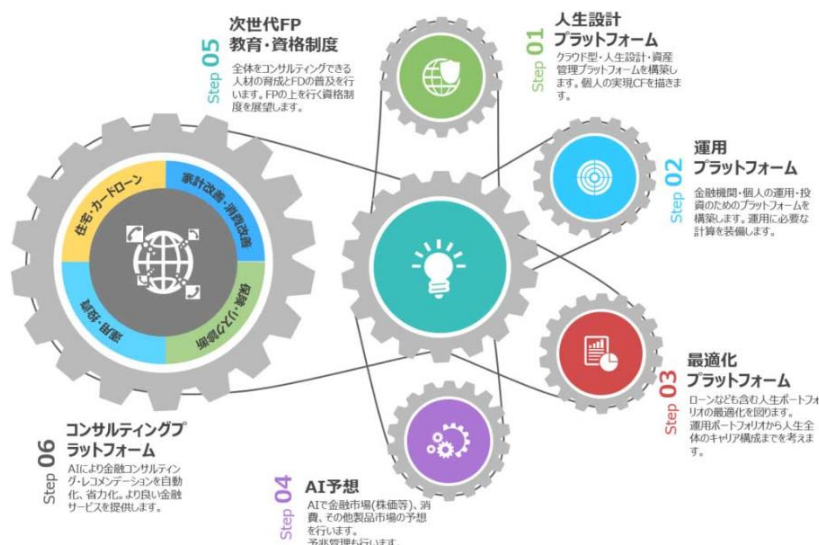 Step 01
人生設計
プラットフォーム
クラウド型・人生設計・資産
管理プラットフォームを構築し
ます。個人の実現CFを描きま
す。
Step 02
運用
プラットフォーム
金融機関・個人の運用・投
資のためのプラットフォームを
構築します。運用に必要な
計算を装備します。
Step 03
最適化
プラットフォーム
ローンなども含む人生ポートフォ
リオの最適化を図ります。
運用ポートフォリオから人生全
体のキャリア構成までを考えま
す。
Step 04
AI予想
AIで金融市場(株価等)、消
費、その他製品市場の予想
を行います。
予兆管理も行います。
Step 05
次世代FP
教育・資格制度
全体をコンサルティングできる
人材の育成とFDの普及を行
います。FPの上を行く資格制
度を展望します。
Step 06
コンサルティングプ
ラットフォーム
AIにより金融コンサルティン
グ・レコメンデーションを自動
化、省力化。より良い金融
サービスを提供します。
住宅・カードローン
家計改善・消費改善
運用・投資
保険・リスク診断